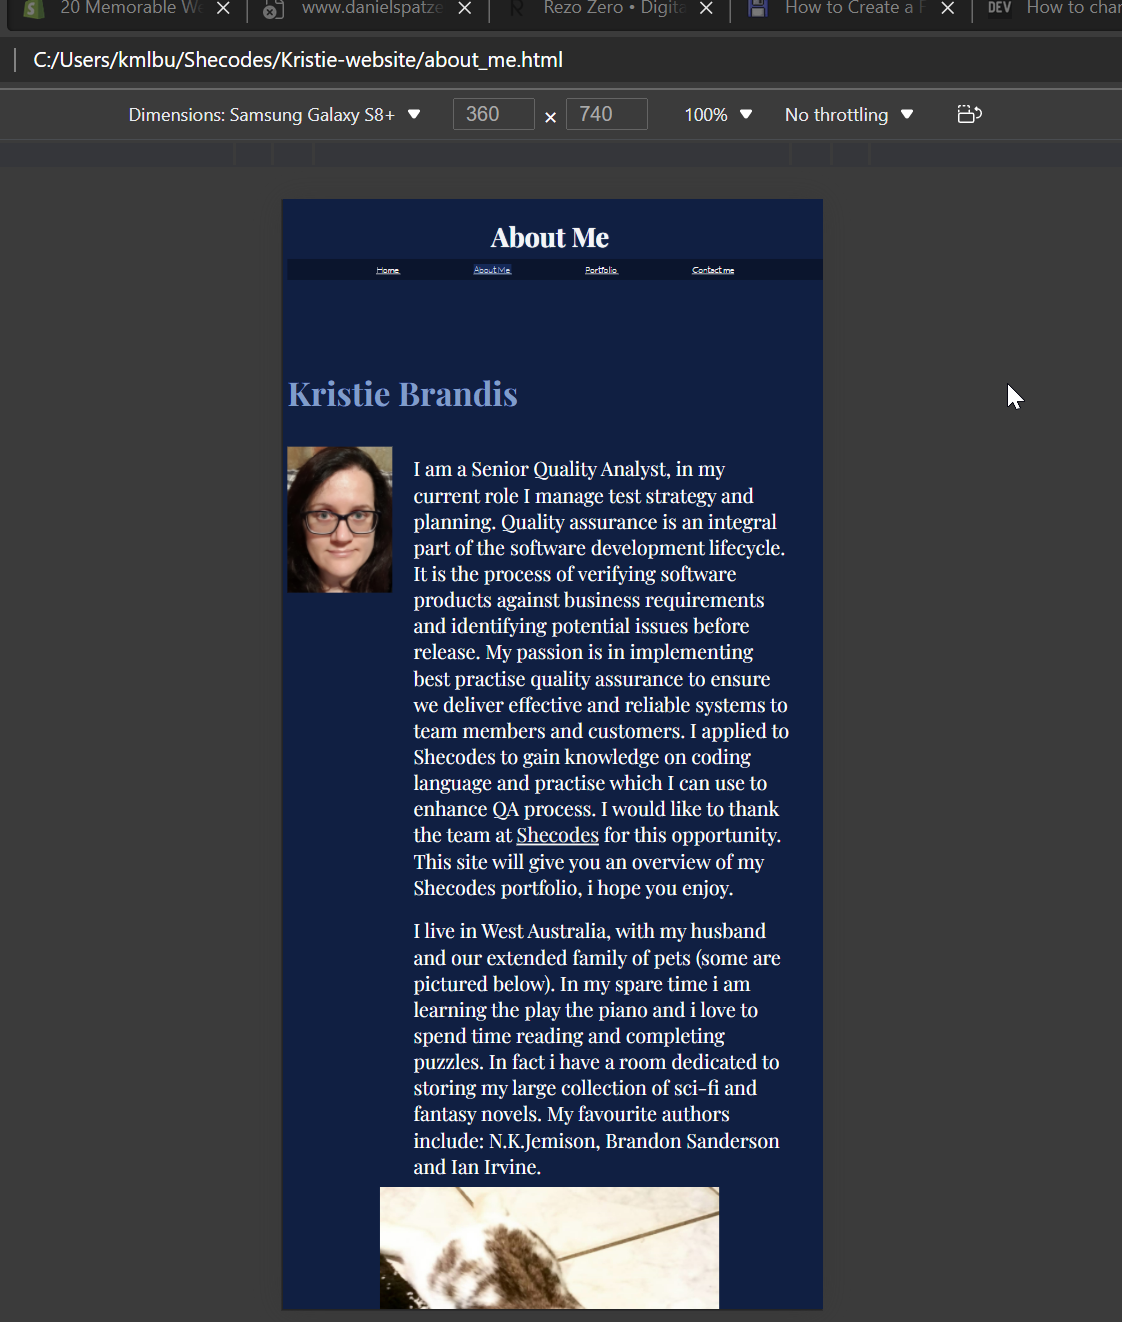 20 Memorable W
www.danielspatze
Rezo Zero • Digita
How to Create a F
DEV
How to char
C:/Users/kmlbu/Shecodes/Kristie-website/about_me.html
Dimensions: Samsung Galaxy S8+ 360 × 740 100% No throttling
About Me
Home About Me Portfolio Contact me
Kristie Brandis
I am a Senior Quality Analyst, in my
current role I manage test strategy and
planning. Quality assurance is an integral
part of the software development lifecycle.
It is the process of verifying software
products against business requirements
and identifying potential issues before
release. My passion is in implementing
best practise quality assurance to ensure
we deliver effective and reliable systems to
team members and customers. I applied to
Shecodes to gain knowledge on coding
language and practise which I can use to
enhance QA process. I would like to thank
the team at Shecodes for this opportunity.
This site will give you an overview of my
Shecodes portfolio, i hope you enjoy.
I live in West Australia, with my husband
and our extended family of pets (some are
pictured below). In my spare time i am
learning the play the piano and i love to
spend time reading and completing
puzzles. In fact i have a room dedicated to
storing my large collection of sci-fi and
fantasy novels. My favourite authors
include: N.K.Jemison, Brandon Sanderson
and Ian Irvine.